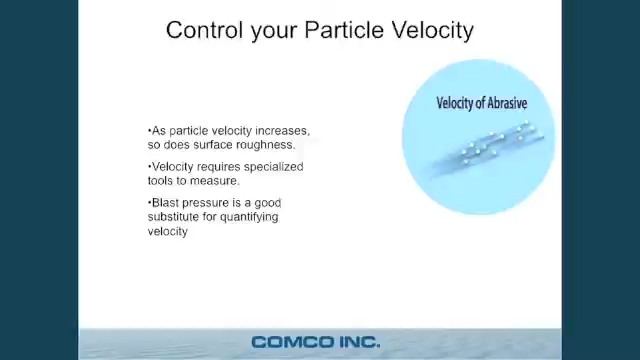 Control your Particle Velocity
Velocity of Abrasive
•As particle velocity increases,
so does surface roughness.
•Velocity requires specialized
tools to measure.
•Blast pressure is a good
substitute for quantifying
velocity
COMCO INC.